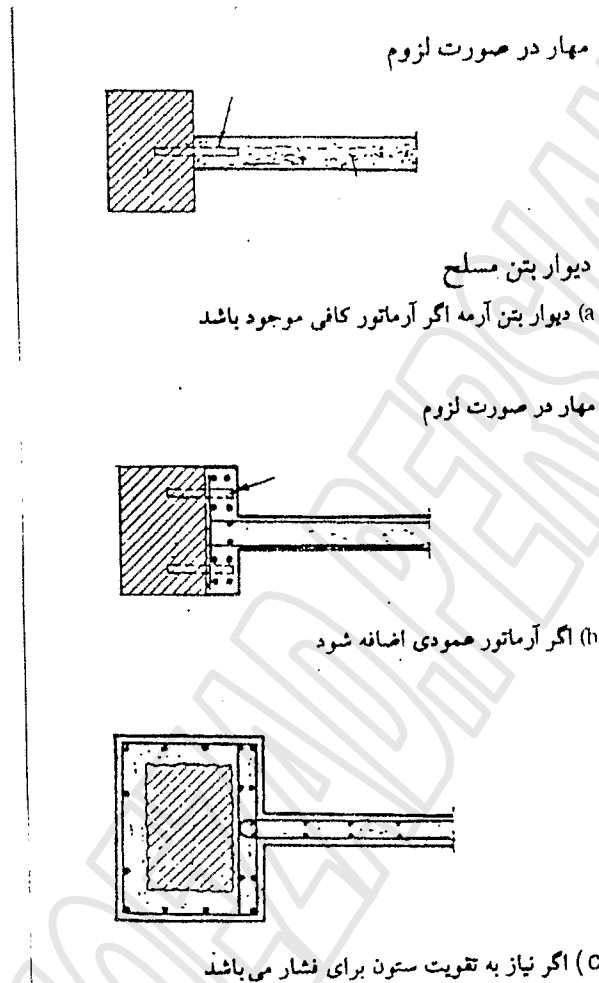 مهار در صورت لزوم
دیوار بتن مسلح
a) دیوار بتن آرمه اگر آرماتور کافی موجود باشد
مهار در صورت لزوم
b) اگر آرماتور عمودی اضافه شود
c) اگر نیاز به تقویت ستون برای فشار می‌باشد